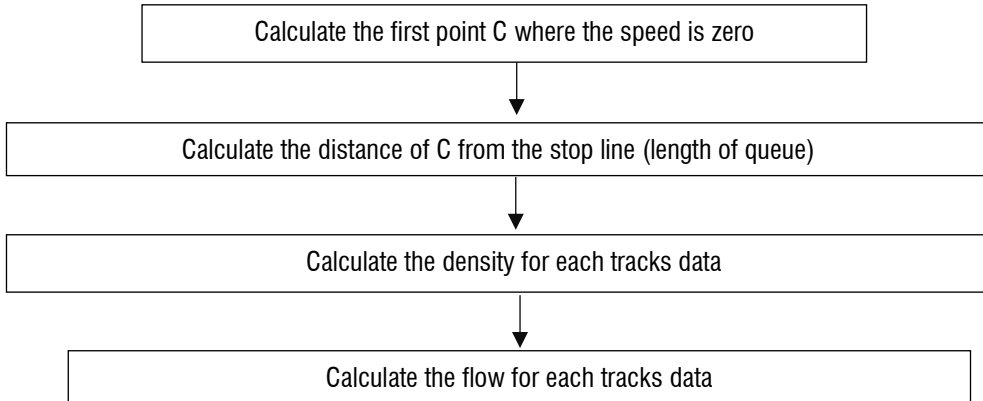 Calculate the first point C where the speed is zero
Calculate the distance of C from the stop line (length of queue)
Calculate the density for each tracks data
Calculate the flow for each tracks data